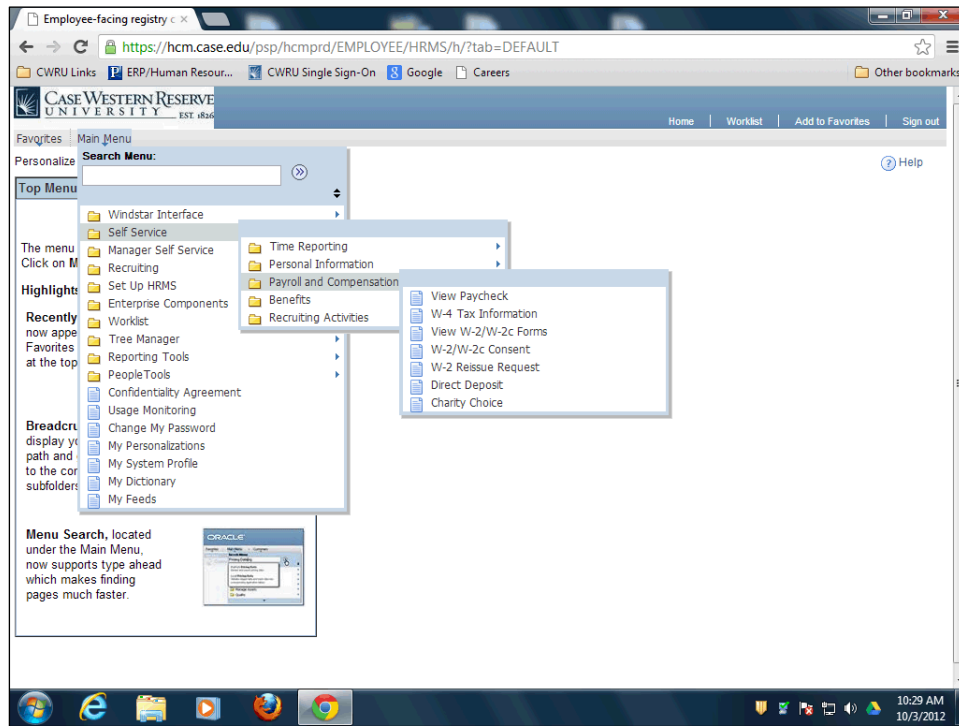 Employee-facing registry c ×
https://hcm.case.edu/psp/hcmprd/EMPLOYEE/HRMS/h/?tab=DEFAULT
CWRU Links ERP/Human Resour... CWRU Single Sign-On Google Careers Other bookmarks
CASE WESTERN RESERVE
UNIVERSITY EST. 1826
Home | Worklist | Add to Favorites | Sign out
Favorites Main Menu
Personalize
Help
Search Menu:
Top Menu
The menu
Click on M
Highlights
Recently
now appe
Favorites
at the top
Breadcru
display yo
path and
to the cor
subfolders
Menu Search, located
under the Main Menu,
now supports type ahead
which makes finding
pages much faster.
ORACLE
Windstar Interface
Self Service
Manager Self Service
Recruiting
Set Up HRMS
Enterprise Components
Worklist
Tree Manager
Reporting Tools
PeopleTools
Confidentiality Agreement
Usage Monitoring
Change My Password
My Personalizations
My System Profile
My Dictionary
My Feeds
Time Reporting
Personal Information
Payroll and Compensation
Benefits
Recruiting Activities
View Paycheck
W-4 Tax Information
View W-2/W-2c Forms
W-2/W-2c Consent
W-2 Reissue Request
Direct Deposit
Charity Choice
10:29 AM
10/3/2012